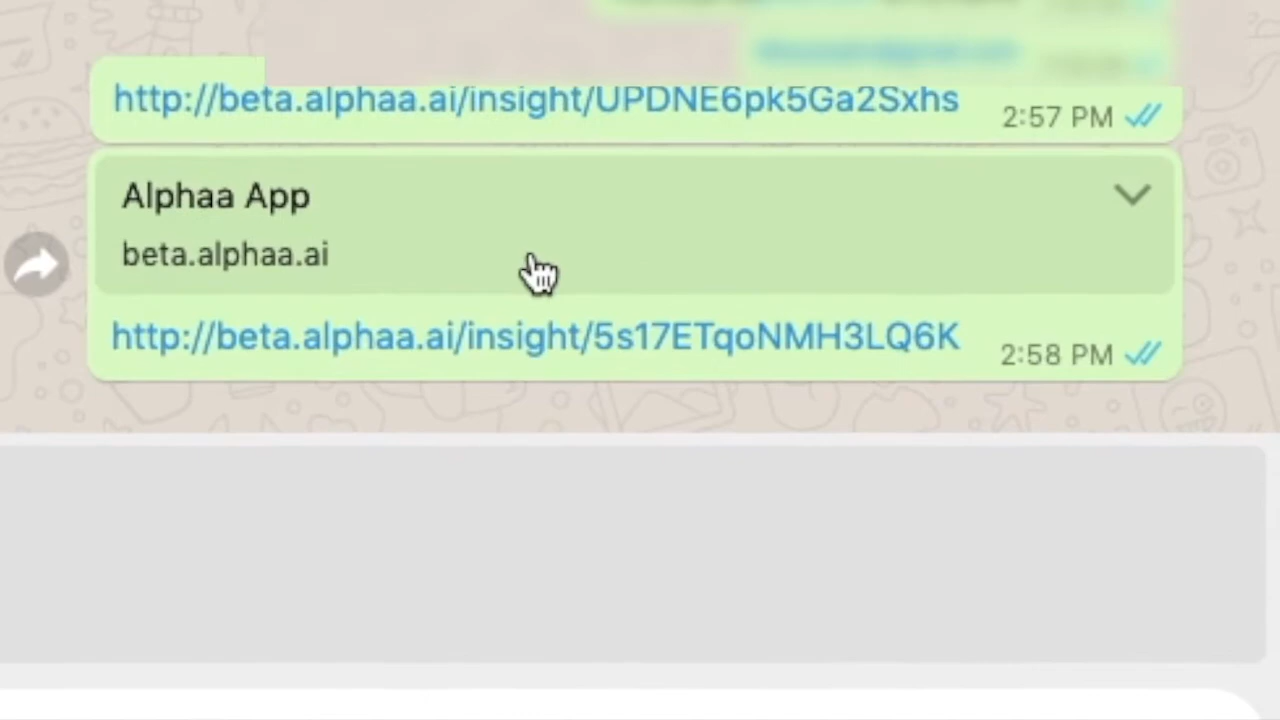 http://beta.alphaa.ai/insight/UPDNE6pk5Ga2Sxhs
2:57 PM
Alphaa App
beta.alphaa.ai
http://beta.alphaa.ai/insight/5s17ETqoNMH3LQ6K
2:58 PM